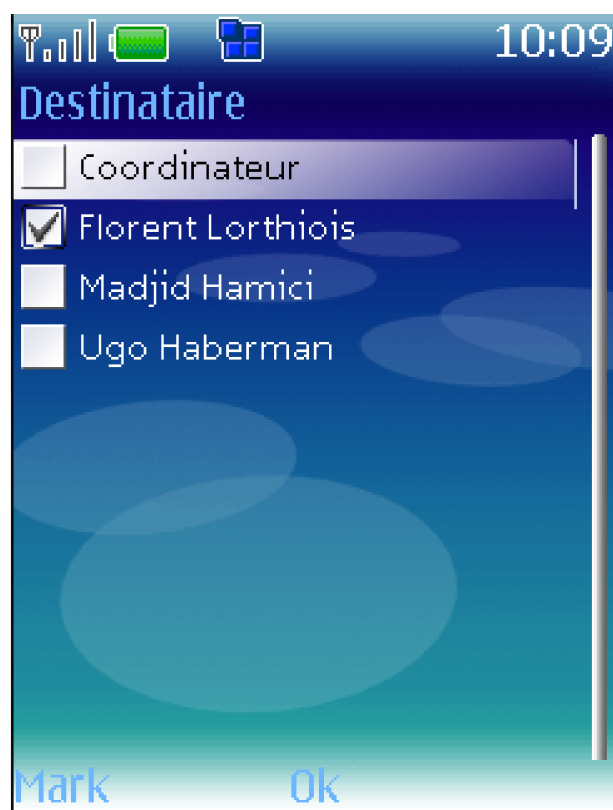 10:09
Destinataire
Coordinateur
Florent Lorthiois
Madjid Hamici
Ugo Haberman
Mark Ok